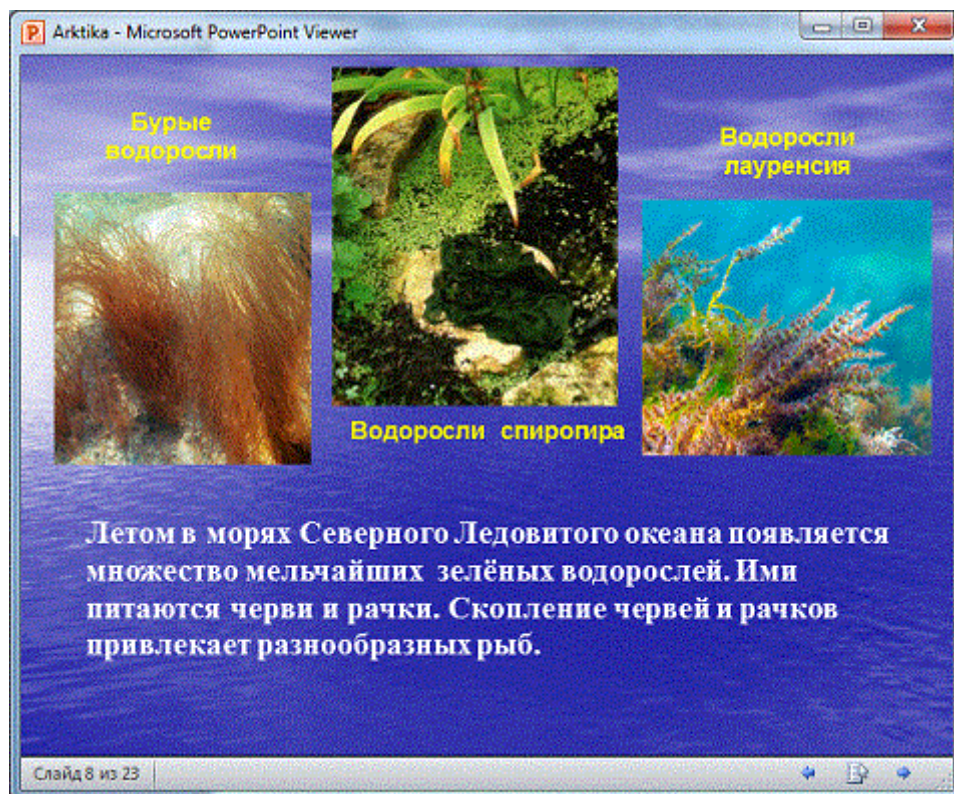 Arktika - Microsoft PowerPoint Viewer
Бурые
водоросли
Водоросли
лауренсия
Водоросли спирогира
Летом в морях Северного Ледовитого океана появляется
множество мельчайших зелёных водорослей. Ими
питаются черви и рачки. Скопление червей и рачков
привлекает разнообразных рыб.
Слайд 8 из 23